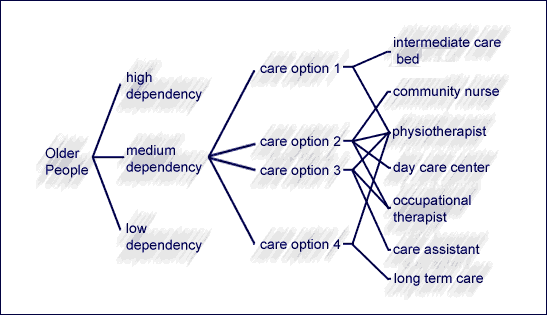 Older
People
high
dependency
medium
dependency
low
dependency
care option 1
care option 2
care option 3
care option 4
intermediate care
bed
community nurse
physiotherapist
day care center
occupational
therapist
care assistant
long term care